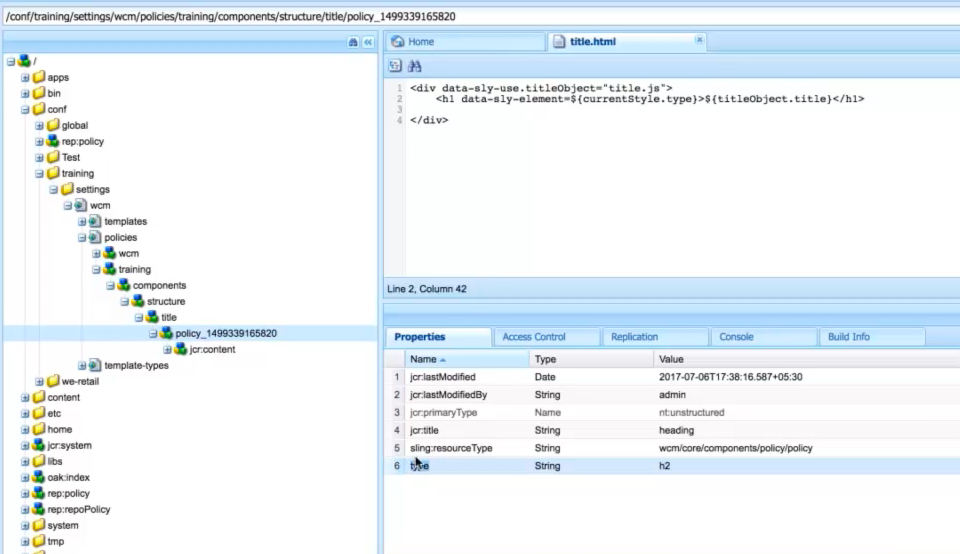 /conf/training/settings/wcm/policies/training/components/structure/title/policy_1499339165820
/
apps
bin
conf
global
rep:policy
Test
training
settings
wcm
templates
policies
wcm
training
components
structure
title
policy_1499339165820
jcr:content
template-types
we-retail
content
etc
home
jcr:system
libs
oak:index
rep:policy
rep:repoPolicy
system
tmp
Home
title.html
1 <div data-sly-use.titleObject="title.js">
2 <h1 data-sly-element=${currentStyle.type}>${titleObject.title}</h1>
3
4 </div>
Line 2, Column 42
Properties Access Control Replication Console Build Info
Name Type Value
1 jcr:lastModified Date 2017-07-06T17:38:16.587+05:30
2 jcr:lastModifiedBy String admin
3 jcr:primaryType Name nt:unstructured
4 jcr:title String heading
5 sling:resourceType String wcm/core/components/policy/policy
6 type String h2